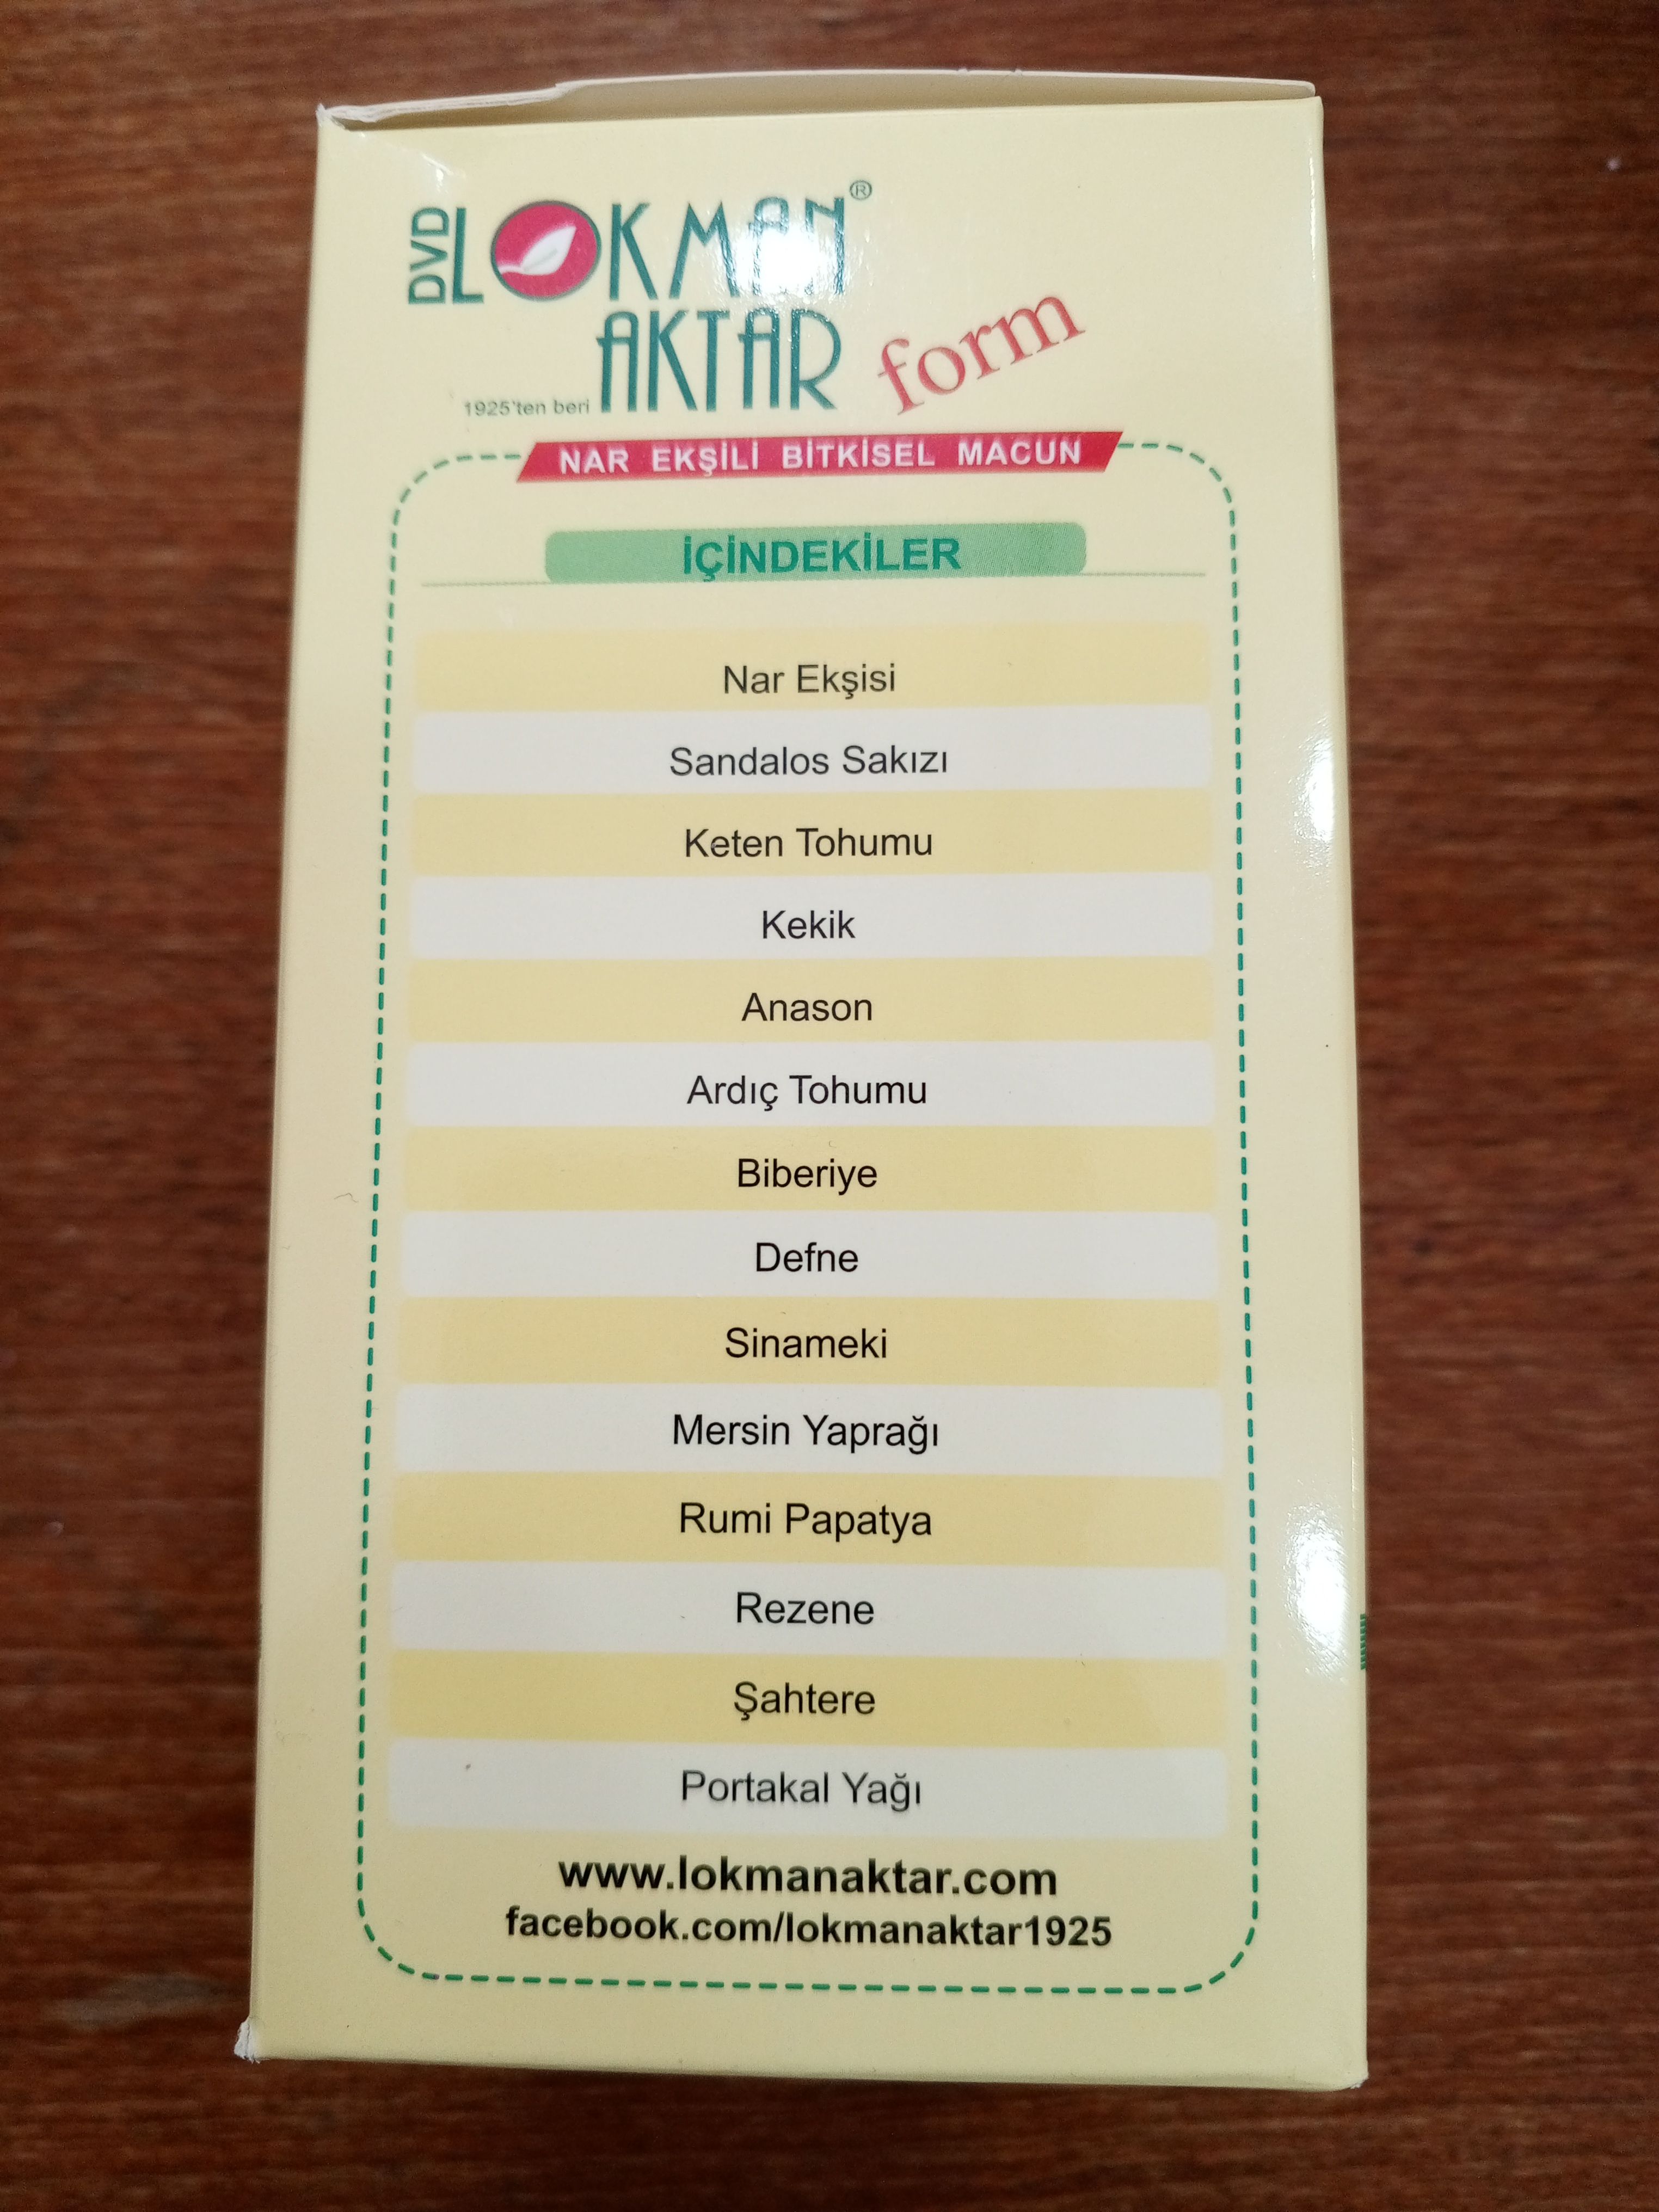 DVD LOKMAN®
AKTAR form
1925'ten beri
NAR EKŞİLİ BİTKİSEL MACUN
İÇİNDEKİLER
Nar Ekşisi
Sandalos Sakızı
Keten Tohumu
Kekik
Anason
Ardıç Tohumu
Biberiye
Defne
Sinameki
Mersin Yaprağı
Rumi Papatya
Rezene
Şahtere
Portakal Yağı
www.lokmanaktar.com
facebook.com/lokmanaktar1925